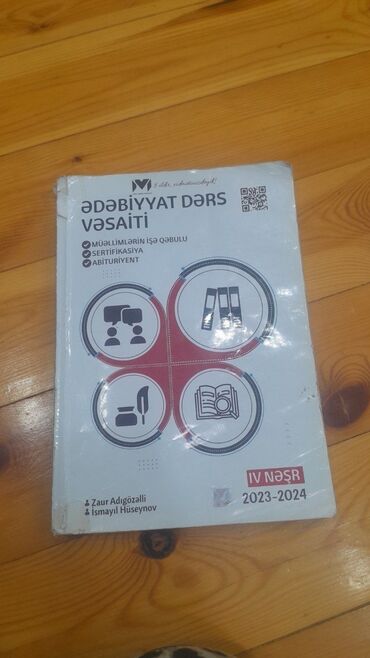 ƏDƏBİYYAT DƏRS
VƏSAİTİ
MÜƏLLİMLƏRİN İŞƏ QƏBULU
SERTİFİKASİYA
ABİTURİYENT
IV NƏŞR
2023-2024
Zaur Adıgözəlli
İsmayıl Hüseynov